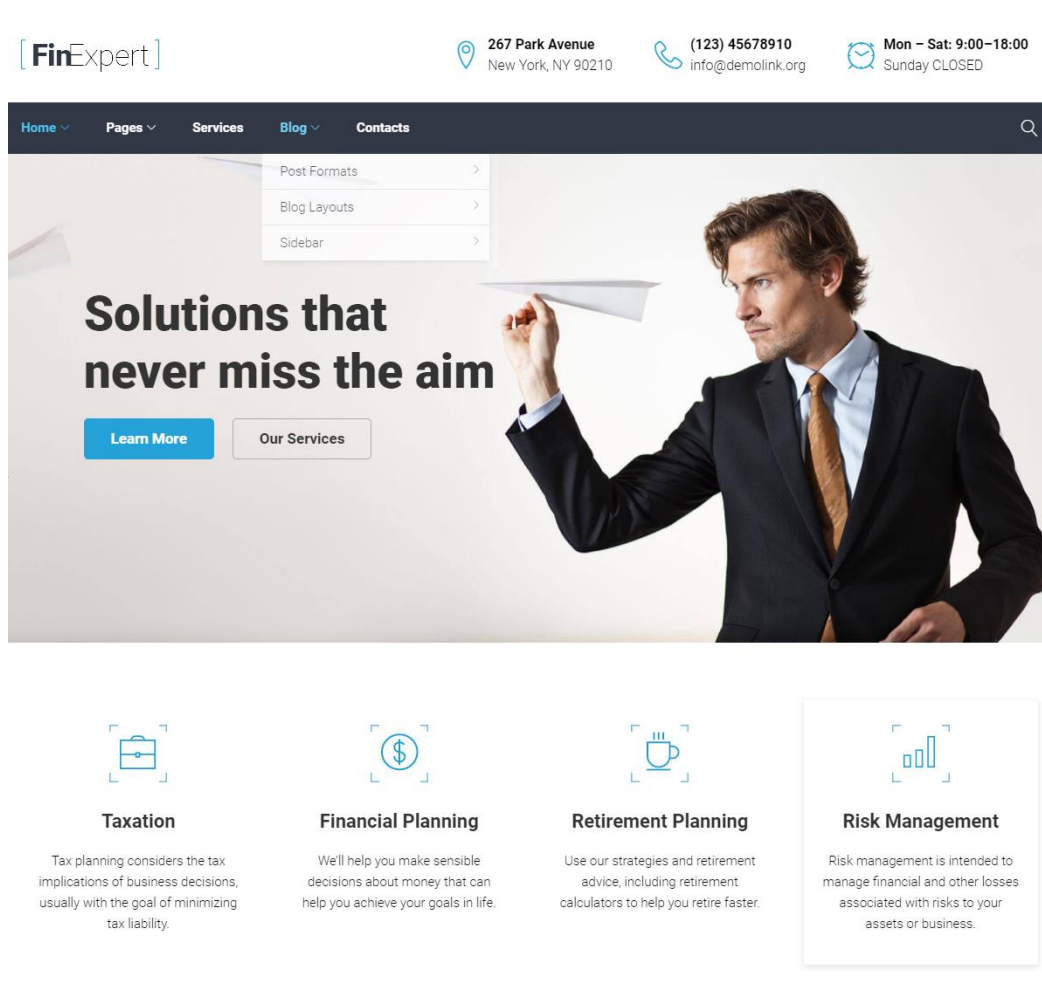 [FinExpert]
267 Park Avenue
New York, NY 90210
(123) 45678910
info@demolink.org
Mon – Sat: 9:00–18:00
Sunday CLOSED
Home Pages Services Blog Contacts
Post Formats
Blog Layouts
Sidebar
Solutions that
never miss the aim
Learn More
Our Services
Taxation
Tax planning considers the tax
implications of business decisions,
usually with the goal of minimizing
tax liability.
Financial Planning
We'll help you make sensible
decisions about money that can
help you achieve your goals in life.
Retirement Planning
Use our strategies and retirement
advice, including retirement
calculators to help you retire faster.
Risk Management
Risk management is intended to
manage financial and other losses
associated with risks to your
assets or business.